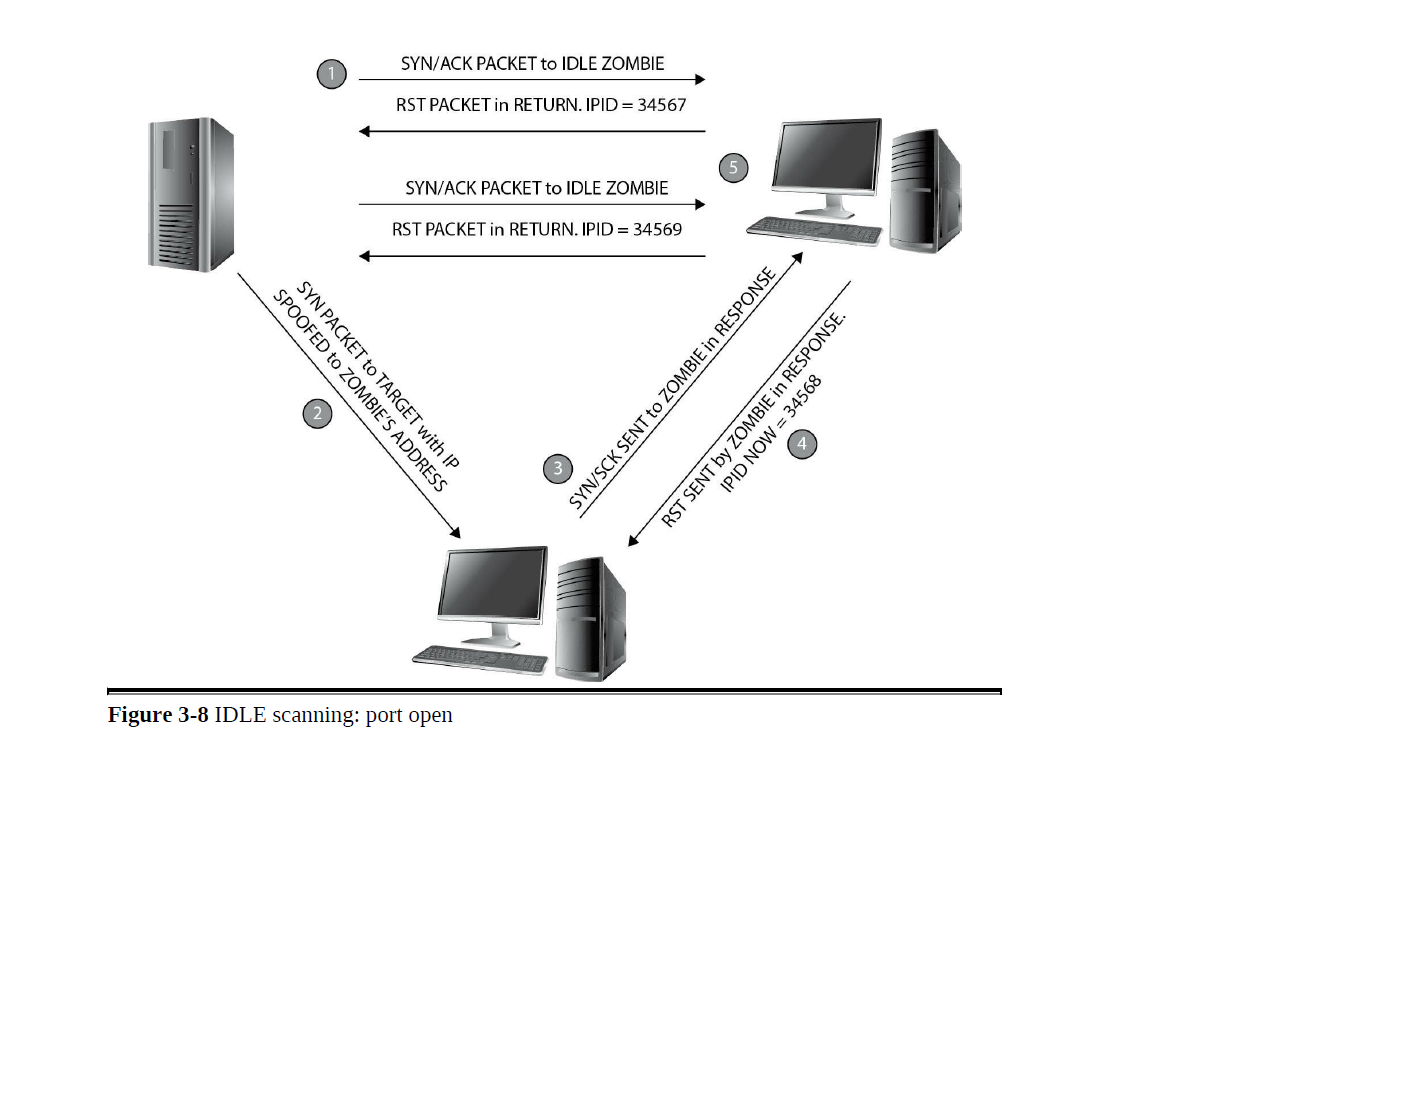 1
SYN/ACK PACKET to IDLE ZOMBIE
RST PACKET in RETURN. IPID = 34567
5
SYN/ACK PACKET to IDLE ZOMBIE
RST PACKET in RETURN. IPID = 34569
SYN PACKET to TARGET with IP
SPOOFED to ZOMBIE'S ADDRESS
2
3
SYN/SCK SENT to ZOMBIE in RESPONSE
RST SENT by ZOMBIE in RESPONSE.
IPID NOW = 34568
4
Figure 3-8 IDLE scanning: port open